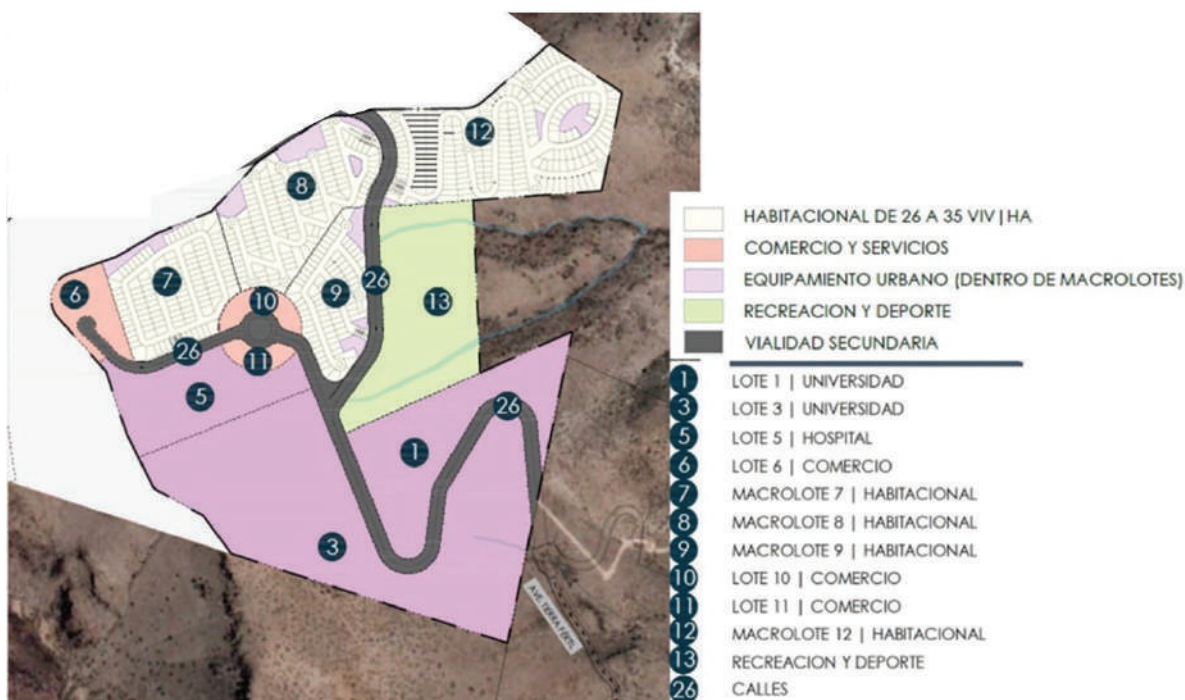 12
8
7
10
9
26
6
13
11
26
5
26
1
3
AVE. TIERRA FÉRTIL
HABITACIONAL DE 26 A 35 VIV|HA
COMERCIO Y SERVICIOS
EQUIPAMIENTO URBANO (DENTRO DE MACROLOTES)
RECREACION Y DEPORTE
VIALIDAD SECUNDARIA
1 LOTE 1 | UNIVERSIDAD
3 LOTE 3 | UNIVERSIDAD
5 LOTE 5 | HOSPITAL
6 LOTE 6 | COMERCIO
7 MACROLOTE 7 | HABITACIONAL
8 MACROLOTE 8 | HABITACIONAL
9 MACROLOTE 9 | HABITACIONAL
10 LOTE 10 | COMERCIO
11 LOTE 11 | COMERCIO
12 MACROLOTE 12 | HABITACIONAL
13 RECREACION Y DEPORTE
26 CALLES